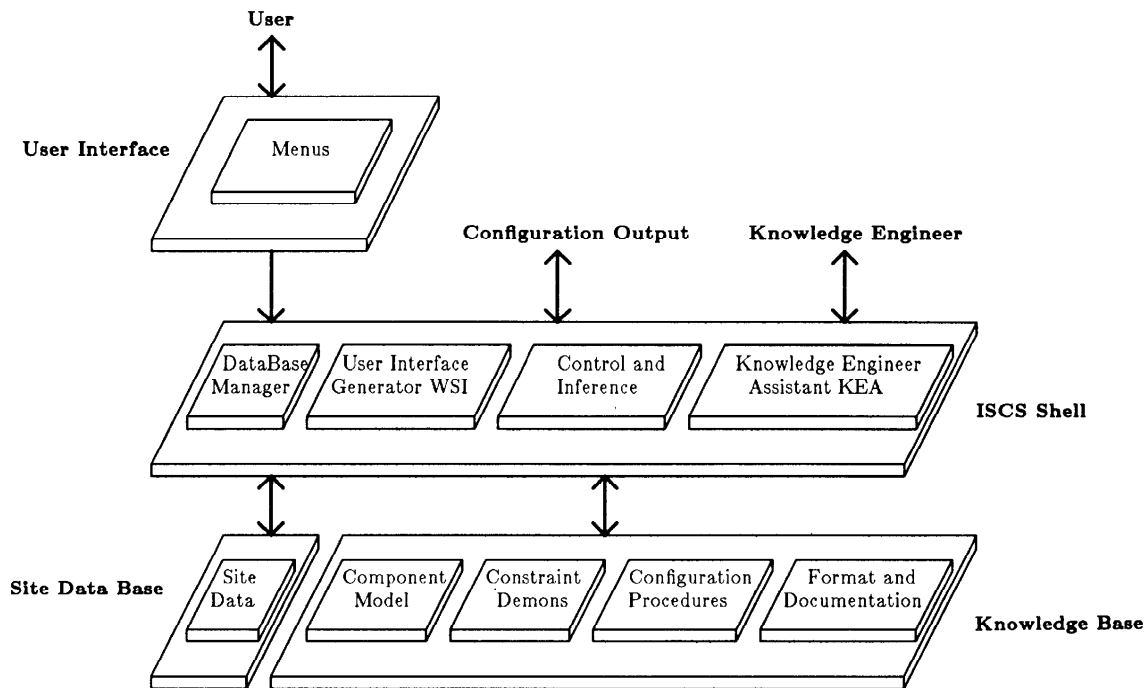 User
User Interface
Menus
Configuration Output
Knowledge Engineer
DataBase
Manager
User Interface
Generator WSI
Control and
Inference
Knowledge Engineer
Assistant KEA
ISCS Shell
Site Data Base
Site
Data
Component
Model
Constraint
Demons
Configuration
Procedures
Format and
Documentation
Knowledge Base